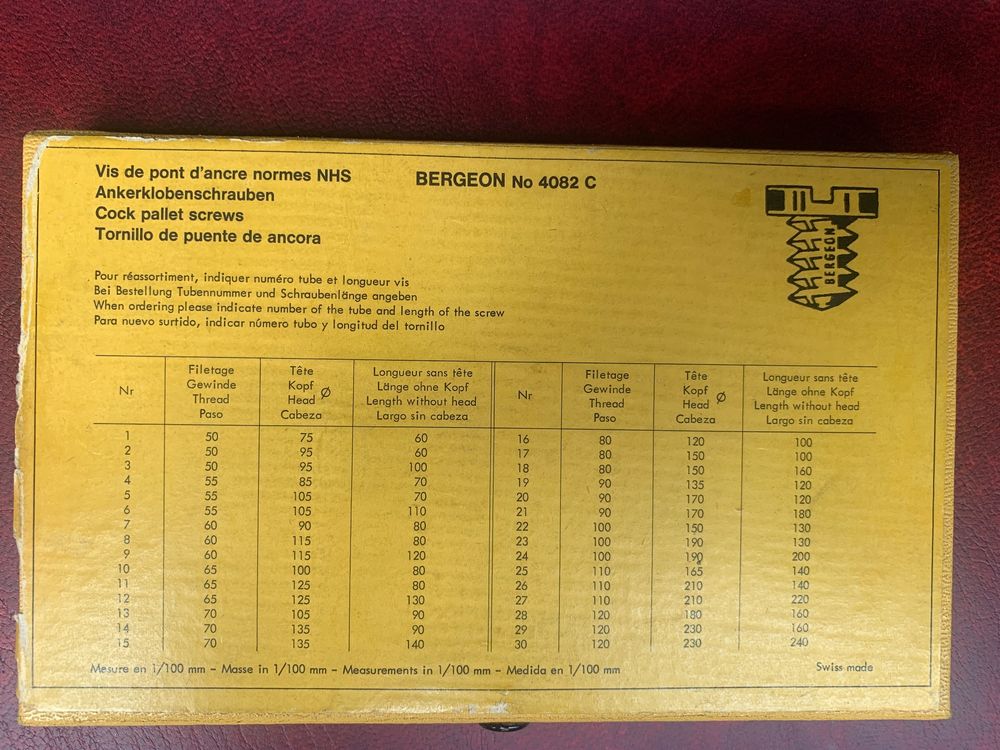 Vis de pont d'ancre normes NHS
Ankerklobenschrauben
Cock pallet screws
Tornillo de puente de ancora
BERGEON No 4082 C
BERGEON
Pour réassortiment, indiquer numéro tube et longueur vis
Bei Bestellung Tubennummer und Schraubenlänge angeben
When ordering please indicate number of the tube and length of the screw
Para nuevo surtido, indicar número tubo y longitud del tornillo
Nr
Filetage
Gewinde
Thread
Paso
Tête
Kopf
Head
Cabeza
Ø
Longueur sans tête
Länge ohne Kopf
Length without head
Largo sin cabeza
Nr
Filetage
Gewinde
Thread
Paso
Tête
Kopf
Head
Cabeza
Ø
Longueur sans tête
Länge ohne Kopf
Length without head
Largo sin cabeza
1 50 75 60 16 80 120 100
2 50 95 60 17 80 150 100
3 50 95 100 18 80 150 160
4 55 85 70 19 90 135 120
5 55 105 70 20 90 170 120
6 55 105 110 21 90 170 180
7 60 90 80 22 100 150 130
8 60 115 80 23 100 190 130
9 60 115 120 24 100 190 200
10 65 100 80 25 110 165 140
11 65 125 80 26 110 210 140
12 65 125 130 27 110 210 220
13 70 105 90 28 120 180 160
14 70 135 90 29 120 230 160
15 70 135 140 30 120 230 240
Mesure en 1/100 mm – Masse in 1/100 mm – Measurements in 1/100 mm – Medida en 1/100 mm
Swiss made